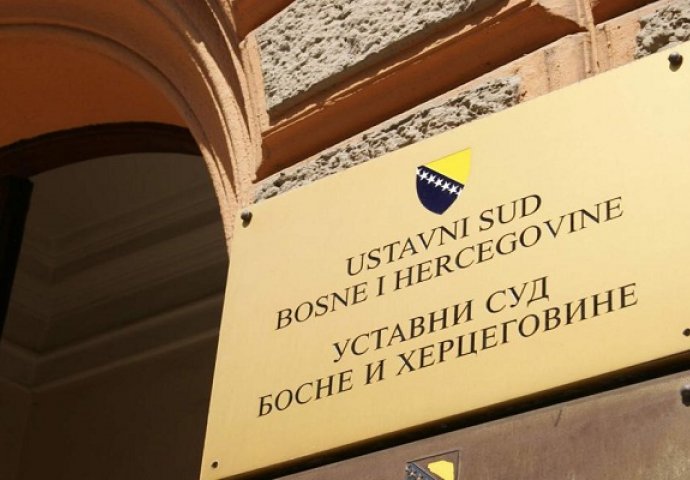 USTAVNI SUD
BOSNE I HERCEGOVINE
УСТАВНИ СУД
БОСНЕ И ХЕРЦЕГОВИНЕ